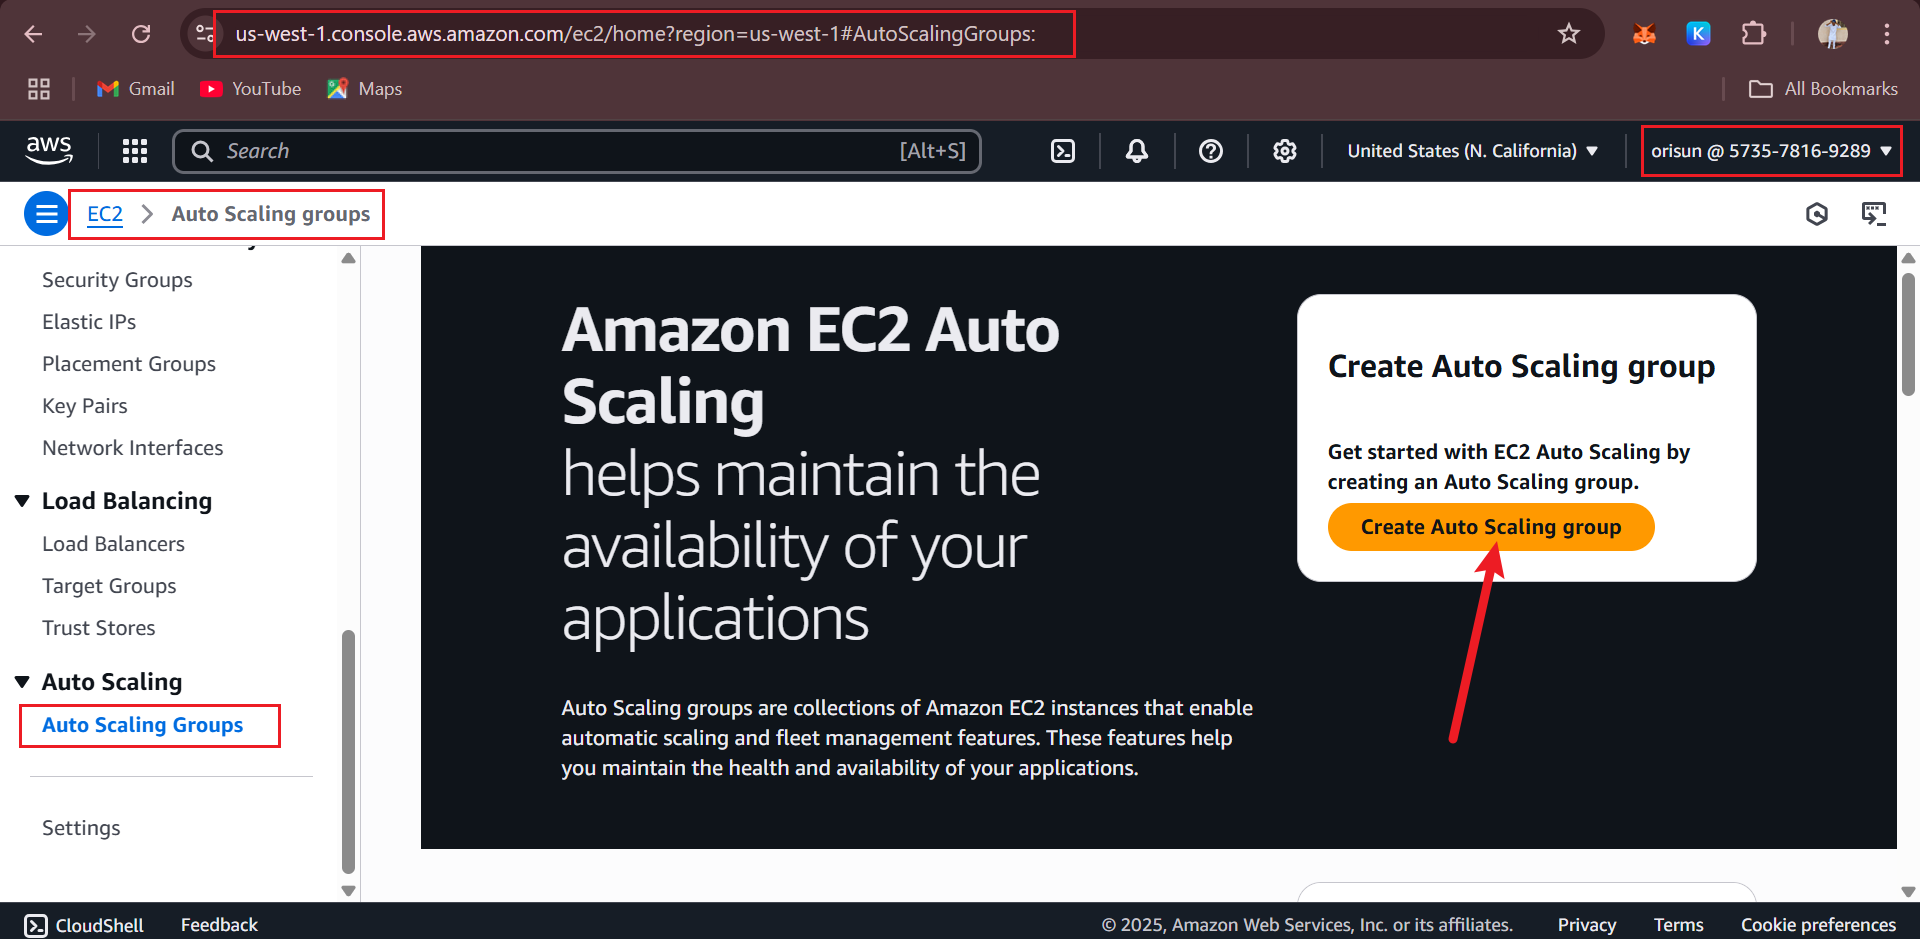 us-west-1.console.aws.amazon.com/ec2/home?region=us-west-1#AutoScalingGroups:
K
Gmail
YouTube
Maps
All Bookmarks
aws
Search
[Alt+S]
United States (N. California)
orisun @ 5735-7816-9289
EC2
Auto Scaling groups
Security Groups
Elastic IPs
Placement Groups
Key Pairs
Network Interfaces
Load Balancing
Load Balancers
Target Groups
Trust Stores
Auto Scaling
Auto Scaling Groups
Settings
Amazon EC2 Auto
Scaling
helps maintain the
availability of your
applications
Auto Scaling groups are collections of Amazon EC2 instances that enable
automatic scaling and fleet management features. These features help
you maintain the health and availability of your applications.
Create Auto Scaling group
Get started with EC2 Auto Scaling by
creating an Auto Scaling group.
Create Auto Scaling group
CloudShell
Feedback
© 2025, Amazon Web Services, Inc. or its affiliates.
Privacy
Terms
Cookie preferences